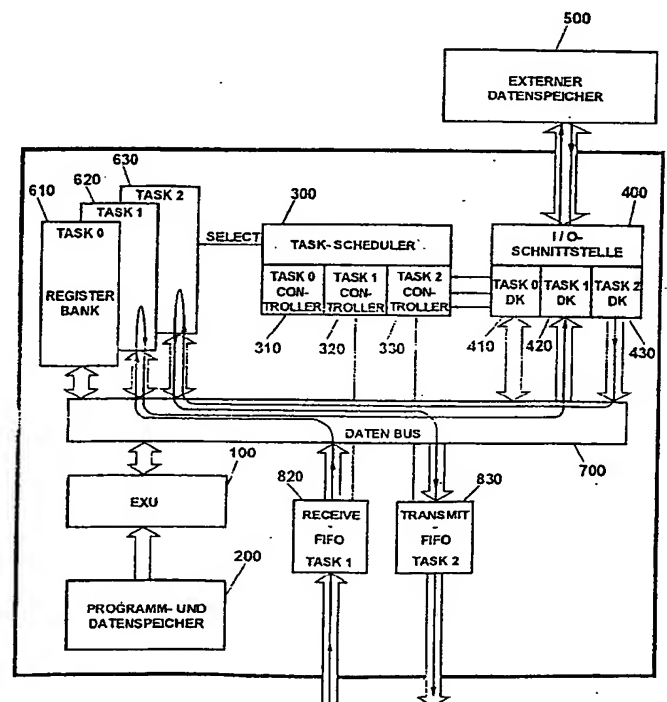 500
EXTERNER
DATENSPEICHER
630
620
TASK 2
610
TASK 1
TASK 0
REGISTER
BANK
SELECT
300
TASK-SCHEDULER
TASK 0
CON-
TROLLER
TASK 1
CON-
TROLLER
TASK 2
CON-
TROLLER
310
320
330
400
I/O-
SCHNITTSTELLE
TASK 0
DK
TASK 1
DK
TASK 2
DK
410
420
430
DATEN BUS
700
100
EXU
200
PROGRAMM- UND
DATENSPEICHER
820
RECEIVE
-
FIFO
TASK 1
830
TRANSMIT
-
FIFO
TASK 2